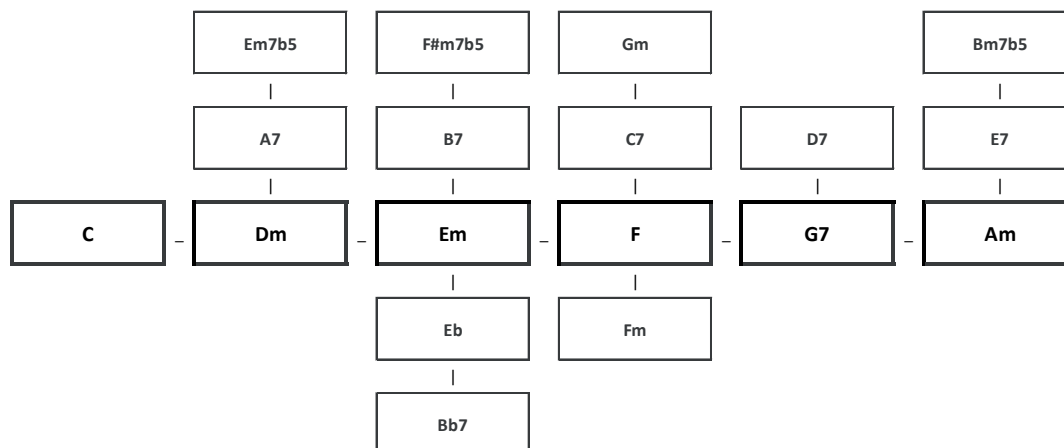 Em7b5 F#m7b5 Gm Bm7b5
| | | |
A7 B7 C7 D7 E7
| | | | |
C – Dm – Em – F – G7 – Am
| |
Eb Fm
|
Bb7